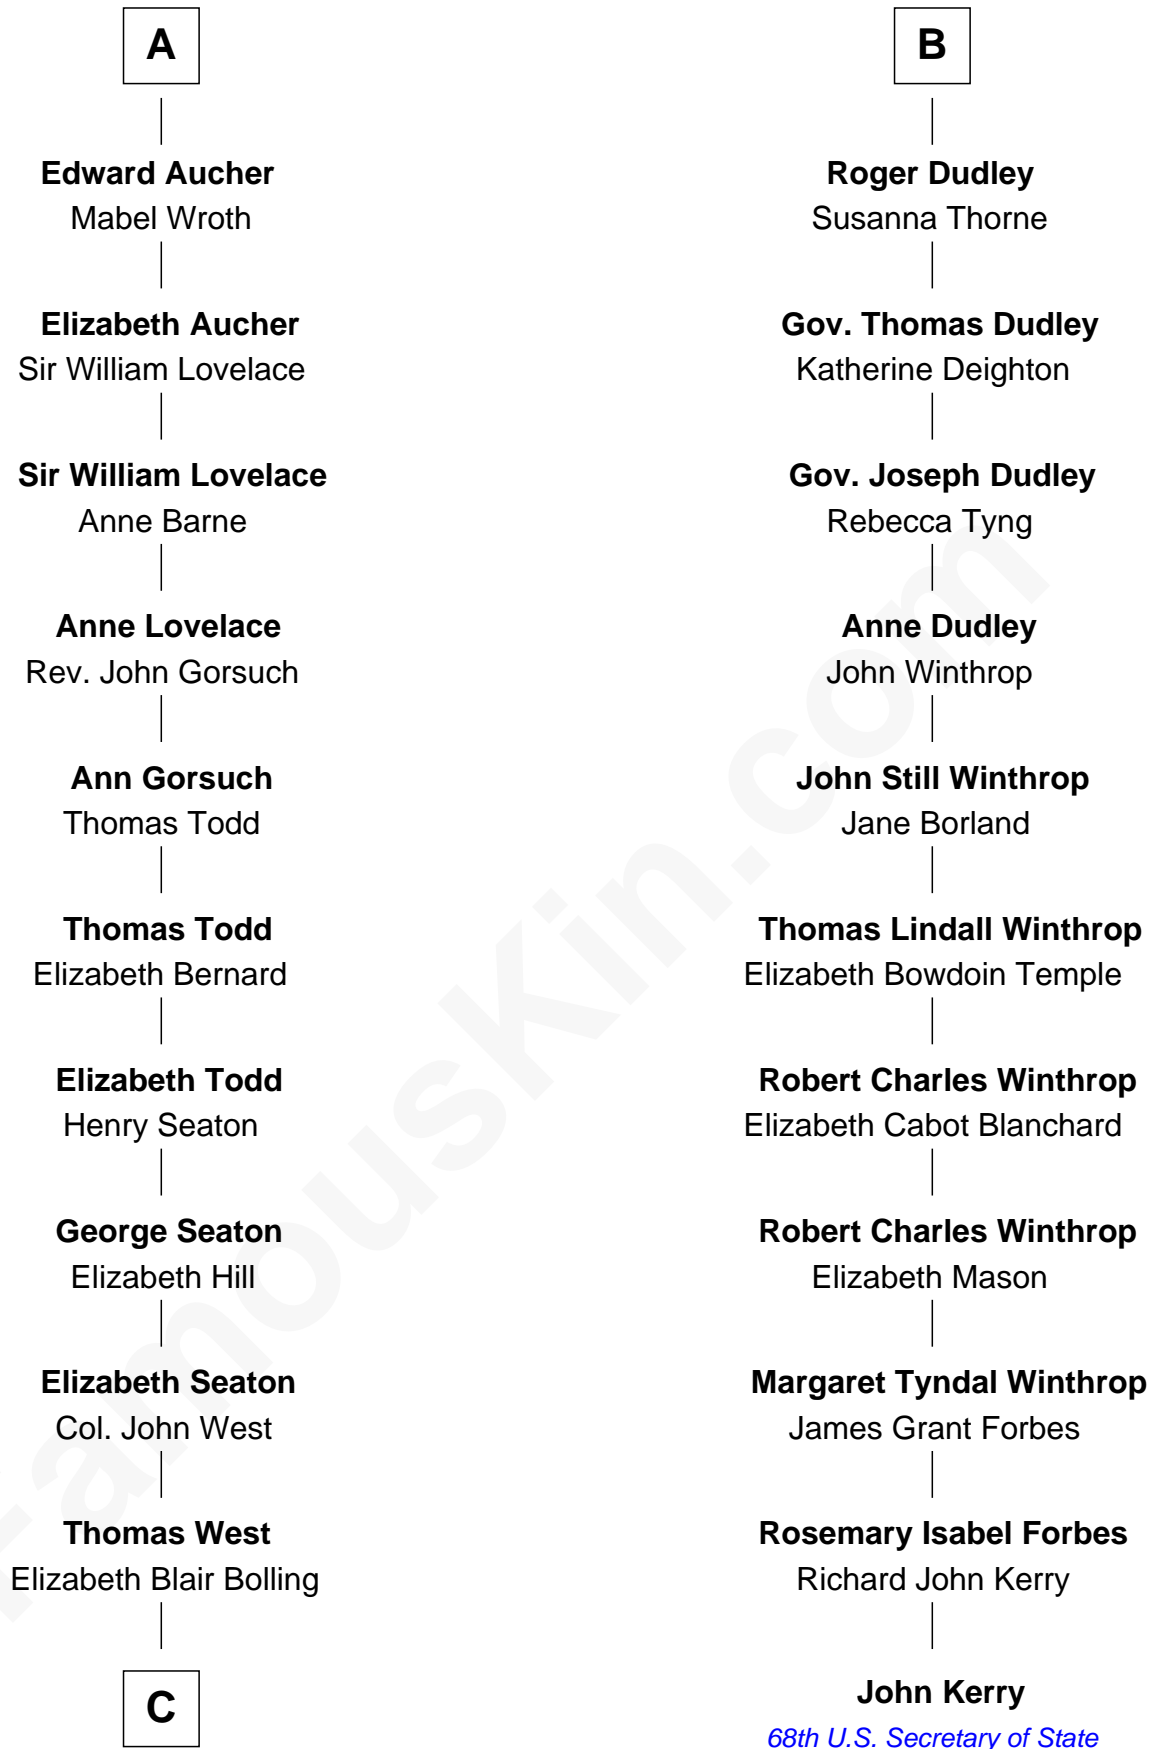 A
Edward Aucher
Mabel Wroth
Elizabeth Aucher
Sir William Lovelace
Sir William Lovelace
Anne Barne
Anne Lovelace
Rev. John Gorsuch
Ann Gorsuch
Thomas Todd
Thomas Todd
Elizabeth Bernard
Elizabeth Todd
Henry Seaton
George Seaton
Elizabeth Hill
Elizabeth Seaton
Col. John West
Thomas West
Elizabeth Blair Bolling
C
B
Roger Dudley
Susanna Thorne
Gov. Thomas Dudley
Katherine Deighton
Gov. Joseph Dudley
Rebecca Tyng
Anne Dudley
John Winthrop
John Still Winthrop
Jane Borland
Thomas Lindall Winthrop
Elizabeth Bowdoin Temple
Robert Charles Winthrop
Elizabeth Cabot Blanchard
Robert Charles Winthrop
Elizabeth Mason
Margaret Tyndal Winthrop
James Grant Forbes
Rosemary Isabel Forbes
Richard John Kerry
John Kerry
68th U.S. Secretary of State
FamousKin.com